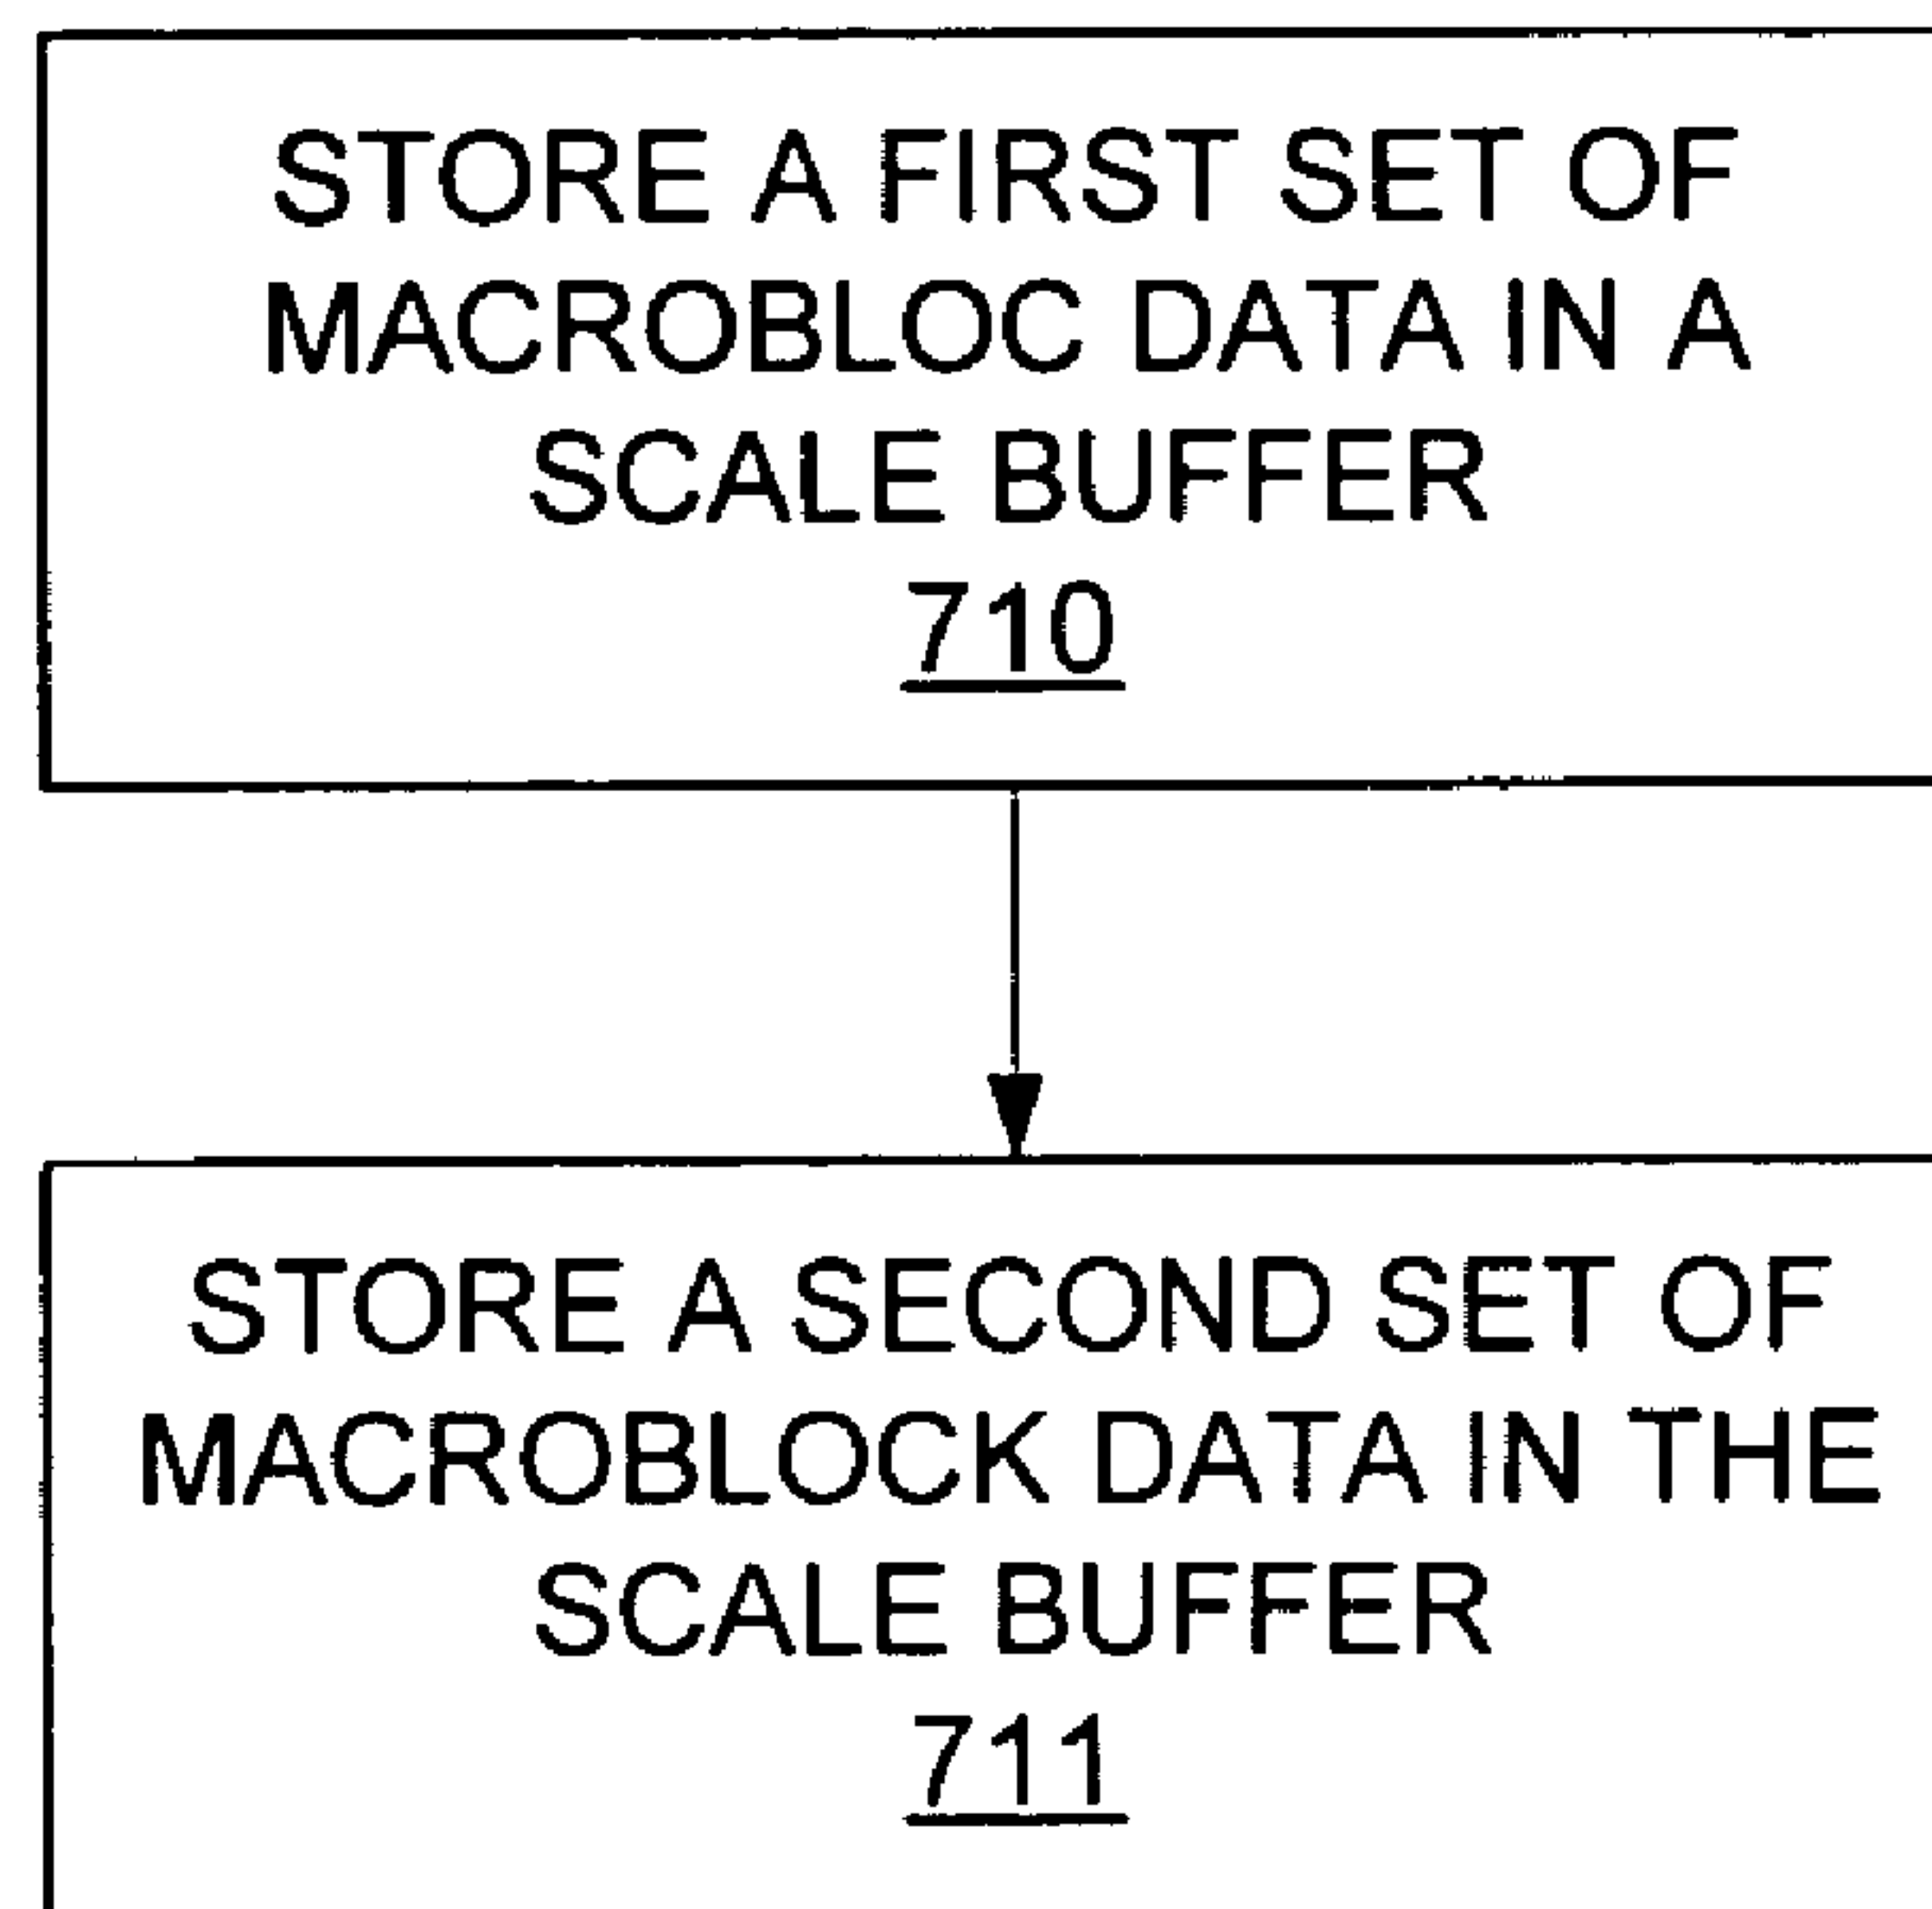 STORE A FIRST SET OF
MACROBLOC DATA IN A
SCALE BUFFER
710
STORE A SECOND SET OF
MACROBLOCK DATA IN THE
SCALE BUFFER
711